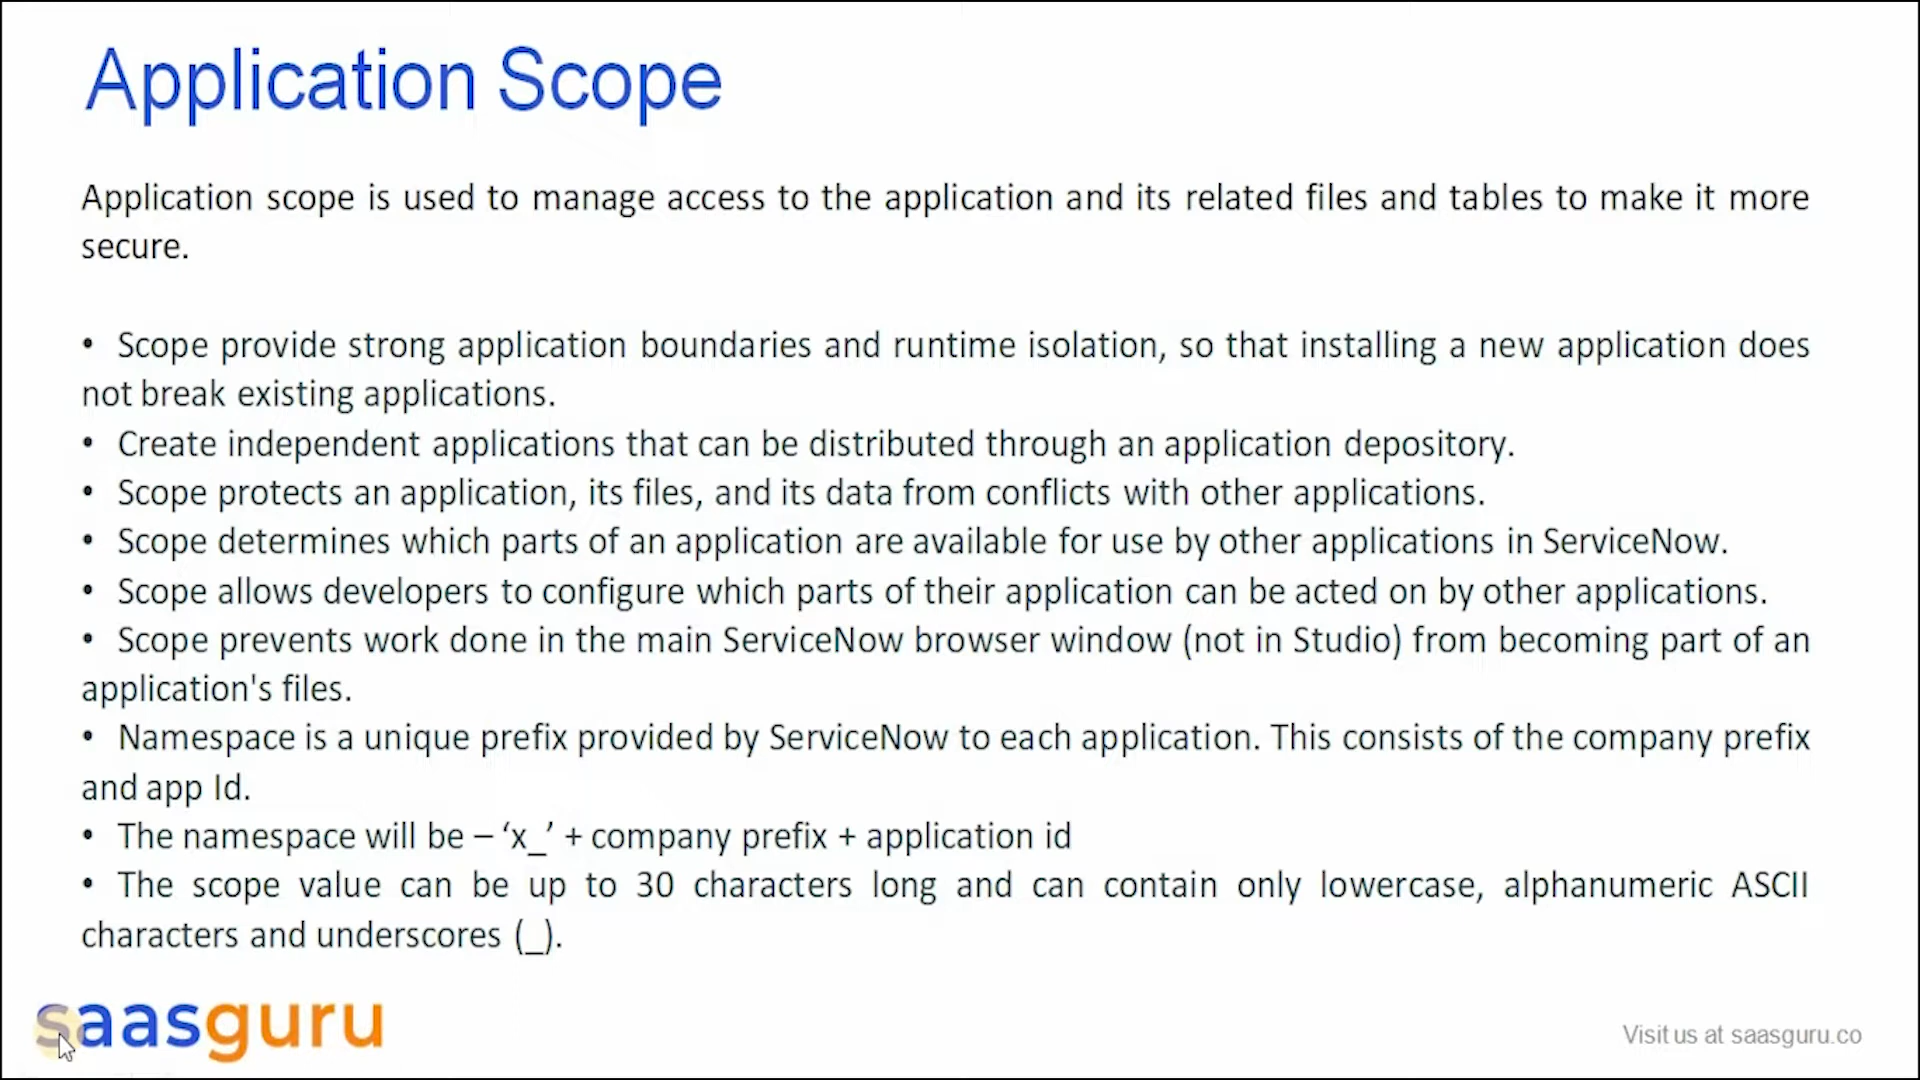 Application Scope
Application scope is used to manage access to the application and its related files and tables to make it more
secure.
• Scope provide strong application boundaries and runtime isolation, so that installing a new application does
not break existing applications.
• Create independent applications that can be distributed through an application depository.
• Scope protects an application, its files, and its data from conflicts with other applications.
• Scope determines which parts of an application are available for use by other applications in ServiceNow.
• Scope allows developers to configure which parts of their application can be acted on by other applications.
• Scope prevents work done in the main ServiceNow browser window (not in Studio) from becoming part of an
application's files.
• Namespace is a unique prefix provided by ServiceNow to each application. This consists of the company prefix
and app Id.
• The namespace will be – ‘x_’ + company prefix + application id
• The scope value can be up to 30 characters long and can contain only lowercase, alphanumeric ASCII
characters and underscores (_).
saasguru
Visit us at saasguru.co